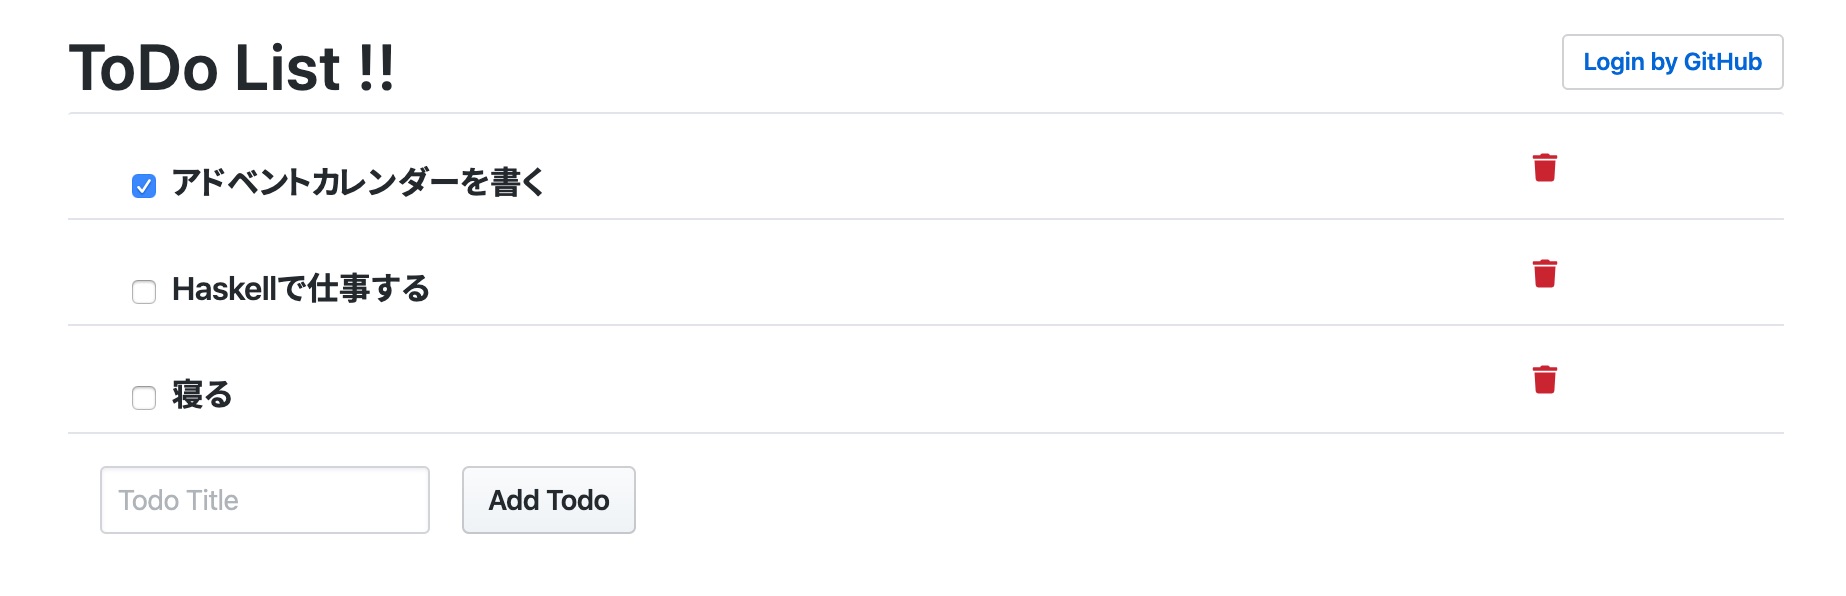 ToDo List !!
Login by GitHub
アドベントカレンダーを書く
Haskellで仕事する
寝る
Todo Title
Add Todo